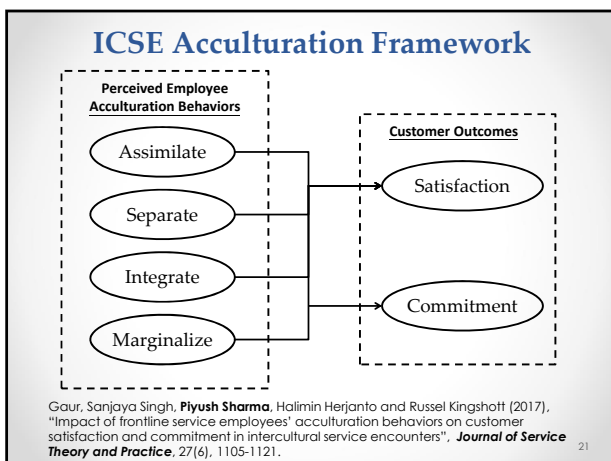 ICSE Acculturation Framework
Perceived Employee
Acculturation Behaviors
Assimilate
Separate
Integrate
Marginalize
Customer Outcomes
Satisfaction
Commitment
Gaur, Sanjaya Singh, Piyush Sharma, Halimin Herjanto and Russel Kingshott (2017),
“Impact of frontline service employees’ acculturation behaviors on customer
satisfaction and commitment in intercultural service encounters”, Journal of Service
Theory and Practice, 27(6), 1105-1121.
21